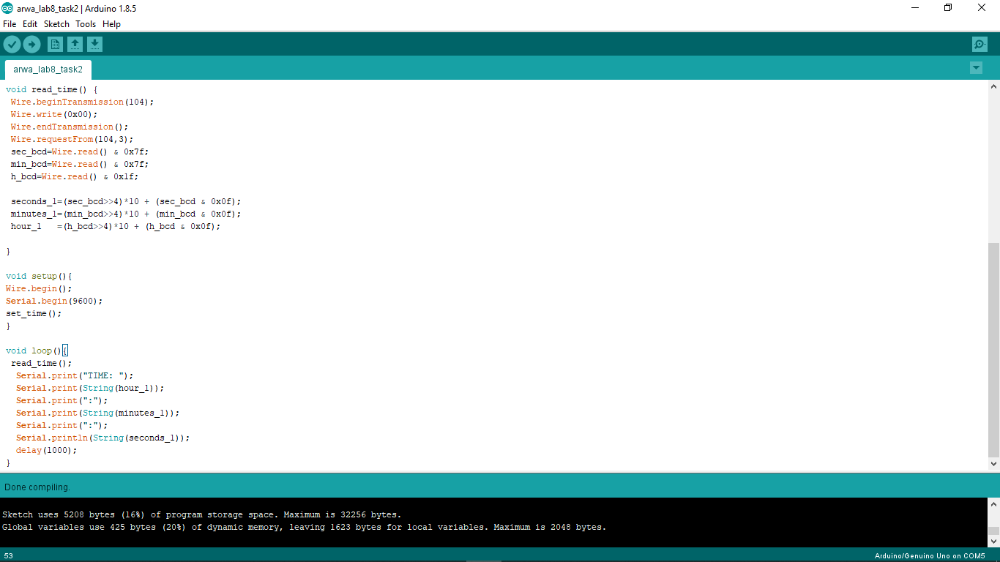 arwa_lab8_task2 | Arduino 1.8.5
File Edit Sketch Tools Help
arwa_lab8_task2
void read_time() {
 Wire.beginTransmission(104);
 Wire.write(0x00);
 Wire.endTransmission();
 Wire.requestFrom(104,3);
 sec_bcd=Wire.read() & 0x7f;
 min_bcd=Wire.read() & 0x7f;
 h_bcd=Wire.read() & 0x1f;
 seconds_1=(sec_bcd>>4)*10 + (sec_bcd & 0x0f);
 minutes_1=(min_bcd>>4)*10 + (min_bcd & 0x0f);
 hour_1   =(h_bcd>>4)*10 + (h_bcd & 0x0f);
}
void setup(){
Wire.begin();
Serial.begin(9600);
set_time();
}
void loop(){
 read_time();
  Serial.print("TIME: ");
  Serial.print(String(hour_1));
  Serial.print(":");
  Serial.print(String(minutes_1));
  Serial.print(":");
  Serial.println(String(seconds_1));
  delay(1000);
}
Done compiling.
Sketch uses 5208 bytes (16%) of program storage space. Maximum is 32256 bytes.
Global variables use 425 bytes (20%) of dynamic memory, leaving 1623 bytes for local variables. Maximum is 2048 bytes.
53 Arduino/Genuino Uno on COM5